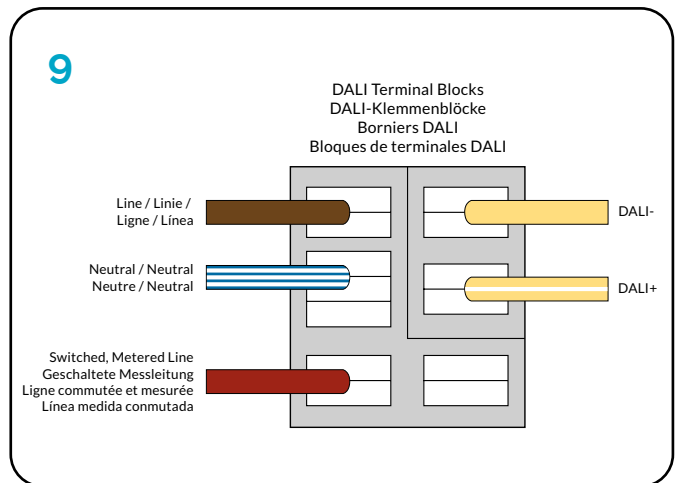 9
DALI Terminal Blocks
DALI-Klemmenblöcke
Borniers DALI
Bloques de terminales DALI
Line / Linie /
Ligne / Línea
DALI-
Neutral / Neutral
Neutre / Neutral
DALI+
Switched, Metered Line
Geschaltete Messleitung
Ligne commutée et mesurée
Línea medida conmutada